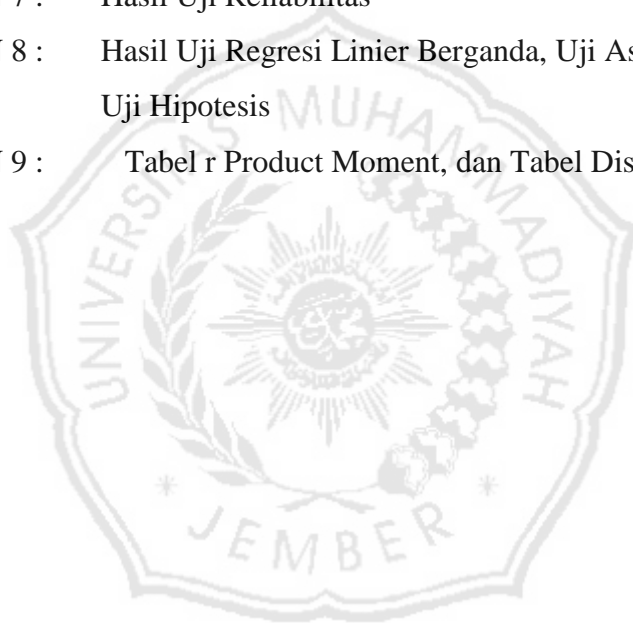 7 : Hasil Uji Reliabilitas
8 : Hasil Uji Regresi Linier Berganda, Uji As
Uji Hipotesis
9 : Tabel r Product Moment, dan Tabel Dis
UNIVERSITAS MUHAMMADIYAH
JEMBER